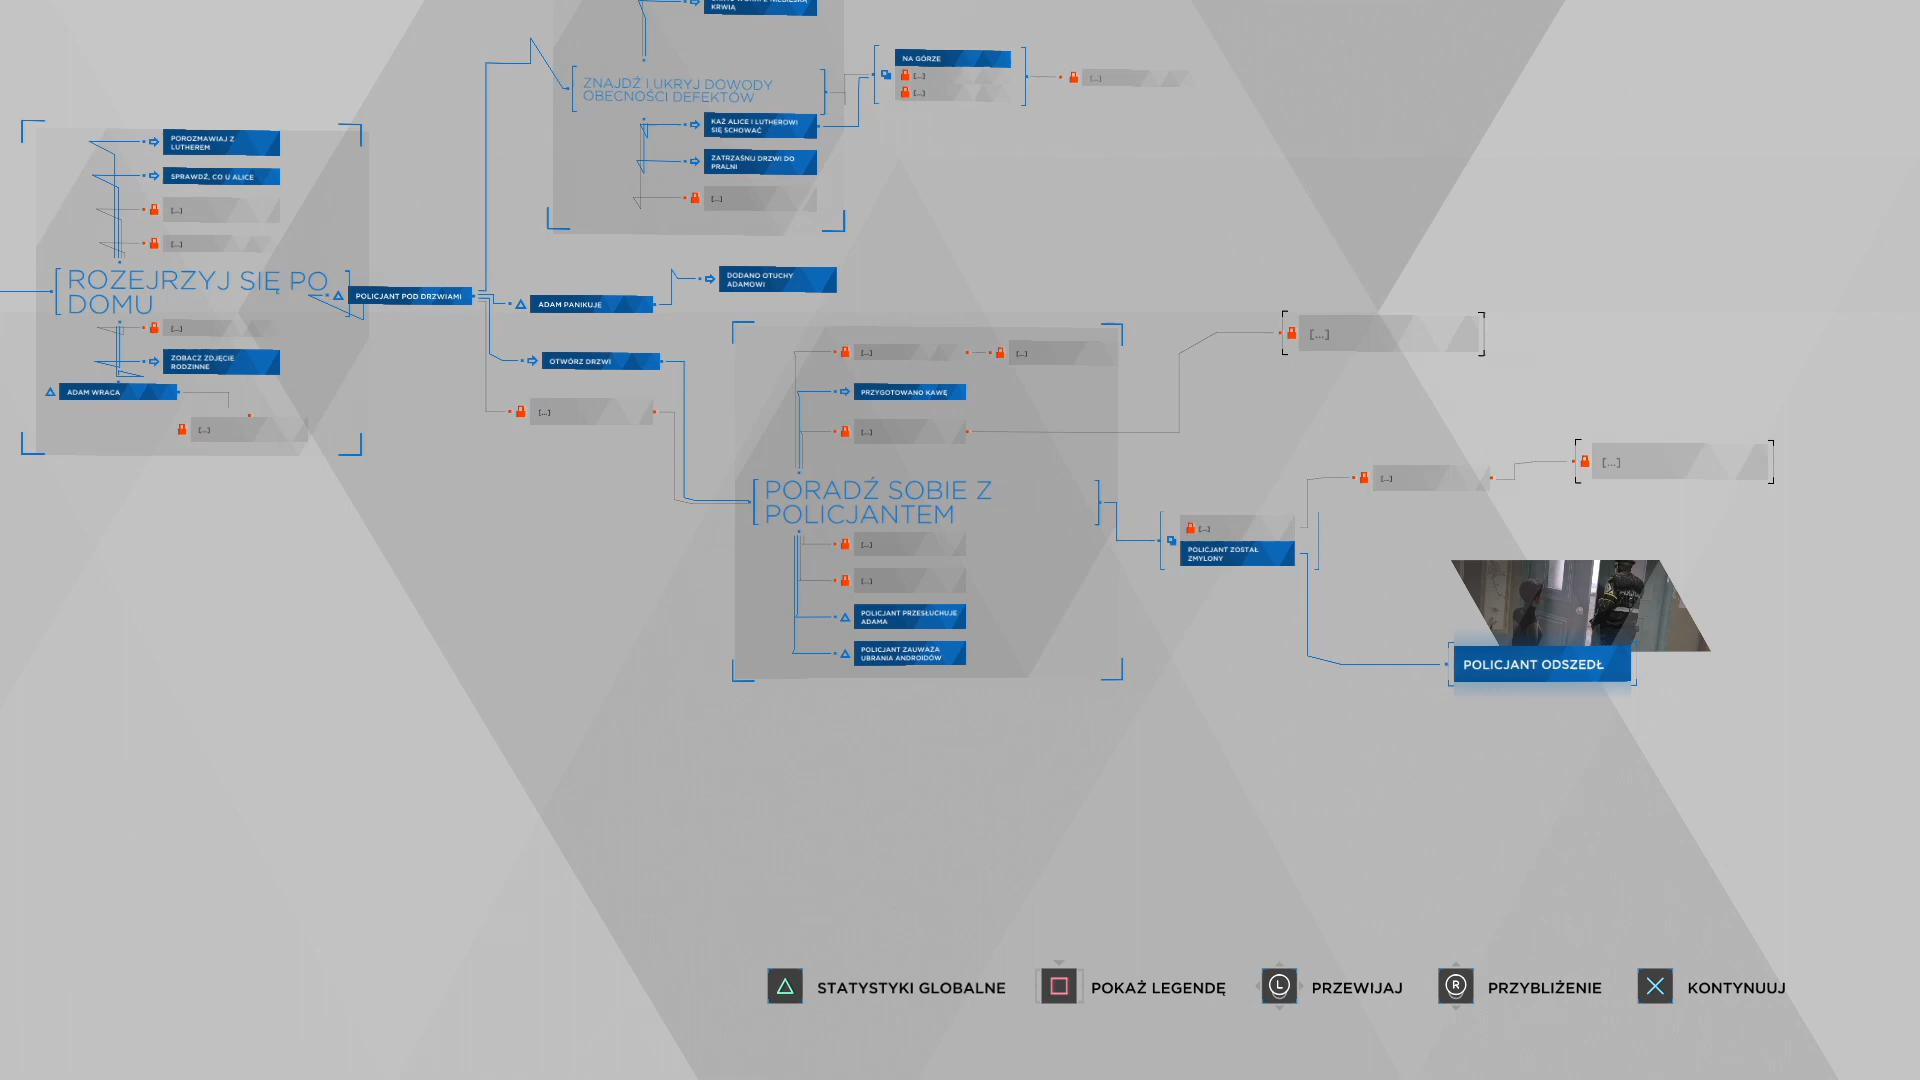 KRWIĄ
ZNAJDŹ I UKRYJ DOWODY
OBECNOŚCI DEFEKTÓW
NA GÓRZE
[...]
[...]
[...]
KAŻ ALICE I LUTHEROWI
SIĘ SCHOWAĆ
ZATRZAŚNIJ DRZWI DO
PRALNI
[...]
POROZMAWIAJ Z
LUTHEREM
SPRAWDŹ, CO U ALICE
[...]
[...]
ROZEJRZYJ SIĘ PO
DOMU
[...]
ZOBACZ ZDJĘCIE
RODZINNE
ADAM WRACA
[...]
POLICJANT POD DRZWIAMI
ADAM PANIKUJE
DODANO OTUCHY
ADAMOWI
OTWÓRZ DRZWI
[...]
[...]
[...]
PRZYGOTOWANO KAWĘ
[...]
[...]
PORADŹ SOBIE Z
POLICJANTEM
[...]
[...]
POLICJANT PRZESŁUCHUJE
ADAMA
POLICJANT ZAUWAŻA
UBRANIA ANDROIDÓW
[...]
POLICJANT ZOSTAŁ
ZMYLONY
[...]
[...]
POLICJANT ODSZEDŁ
STATYSTYKI GLOBALNE
POKAŻ LEGENDĘ
L
PRZEWIJAJ
R
PRZYBLIŻENIE
KONTYNUUJ